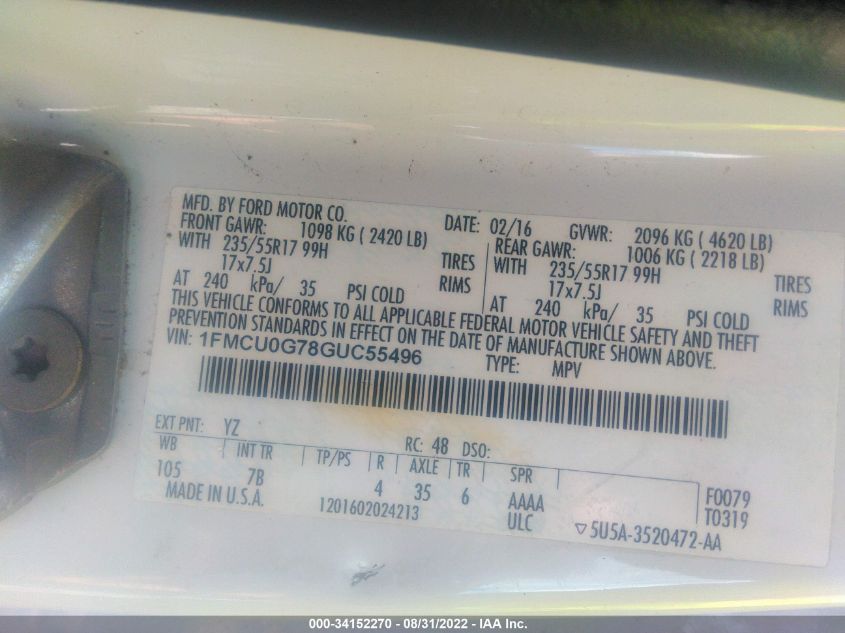 MFD. BY FORD MOTOR CO.
DATE: 02/16 GVWR: 2096 KG ( 4620 LB)
FRONT GAWR: 1098 KG ( 2420 LB) REAR GAWR: 1006 KG ( 2218 LB)
WITH 235/55R17 99H TIRES WITH 235/55R17 99H TIRES
17x7.5J RIMS 17x7.5J RIMS
AT 240 kPa/ 35 PSI COLD AT 240 kPa/ 35 PSI COLD
THIS VEHICLE CONFORMS TO ALL APPLICABLE FEDERAL MOTOR VEHICLE SAFETY AND THEFT
PREVENTION STANDARDS IN EFFECT ON THE DATE OF MANUFACTURE SHOWN ABOVE.
VIN: 1FMCU0G78GUC55496 TYPE: MPV
EXT PNT: YZ RC: 48 DSO:
WB INT TR TP/PS R AXLE TR SPR
105 7B 4 35 6 AAAA F0079
MADE IN U.S.A. 1201602024213 ULC T0319
▽5U5A-3520472-AA
000-34152270 - 08/31/2022 - IAA Inc.